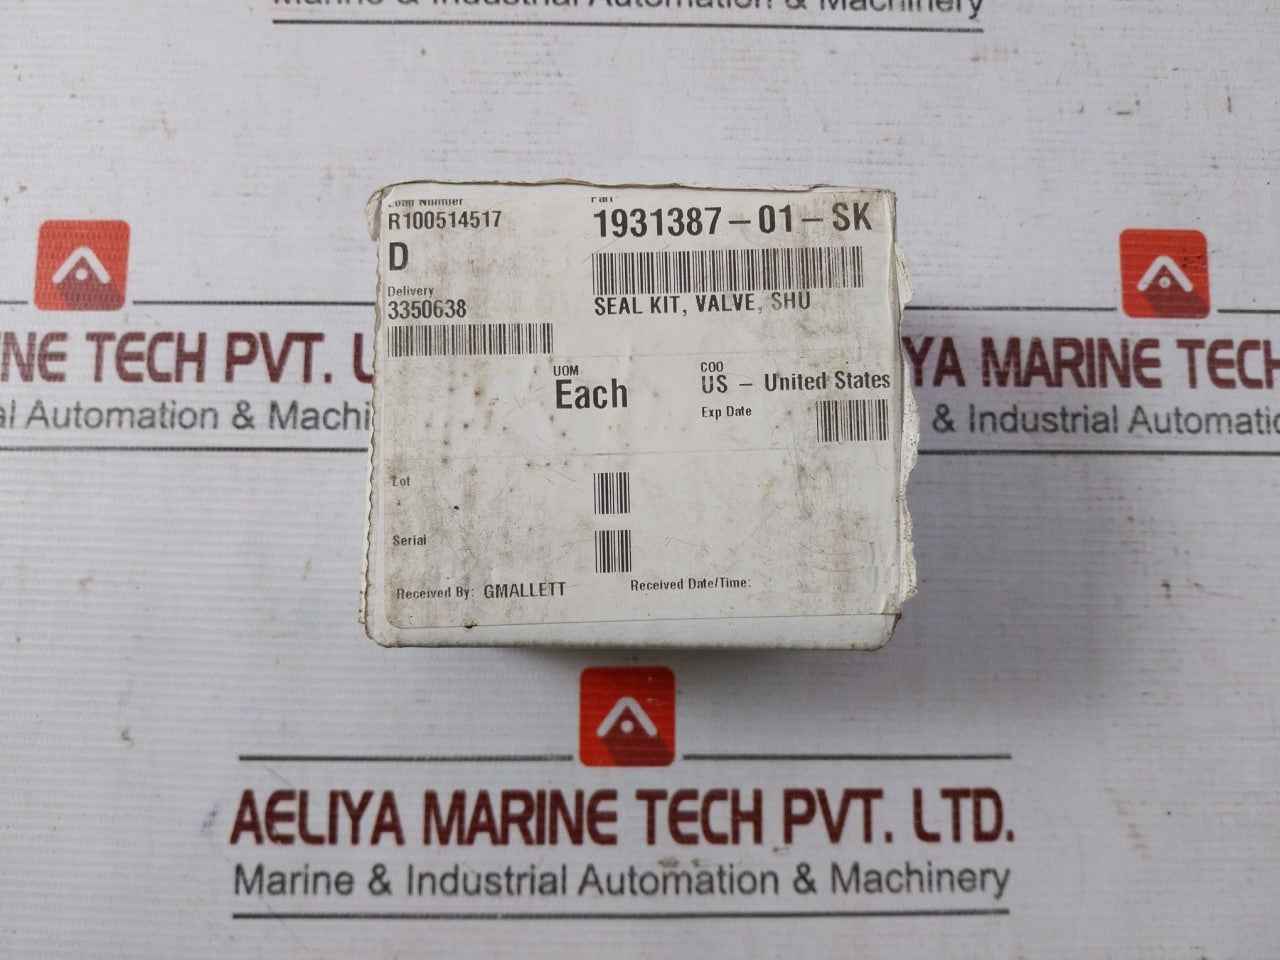 Marine & Industrial Automation & Machinery
Number
R100514517
D
Delivery
3350638
Part
1931387-01-SK
SEAL KIT, VALVE, SHU
UOM
Each
COO
US - United States
Exp Date
Lot
Serial
Received By: GMALLETT
Received Date/Time:
NE TECH PVT.
al Automation & Machi
YA MARINE TECH
& Industrial Automatio
AELIYA MARINE TECH PVT. LTD.
Marine & Industrial Automation & Machinery